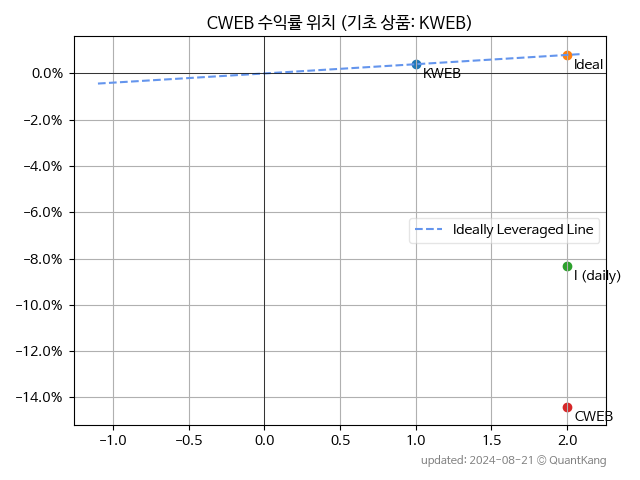 CWEB 수익률 위치 (기초 상품: KWEB)
0.0%
−2.0%
−4.0%
−6.0%
−8.0%
−10.0%
−12.0%
−14.0%
Ideal
KWEB
Ideally Leveraged Line
I (daily)
CWEB
−1.0 −0.5 0.0 0.5 1.0 1.5 2.0
updated: 2024-08-21 © QuantKang